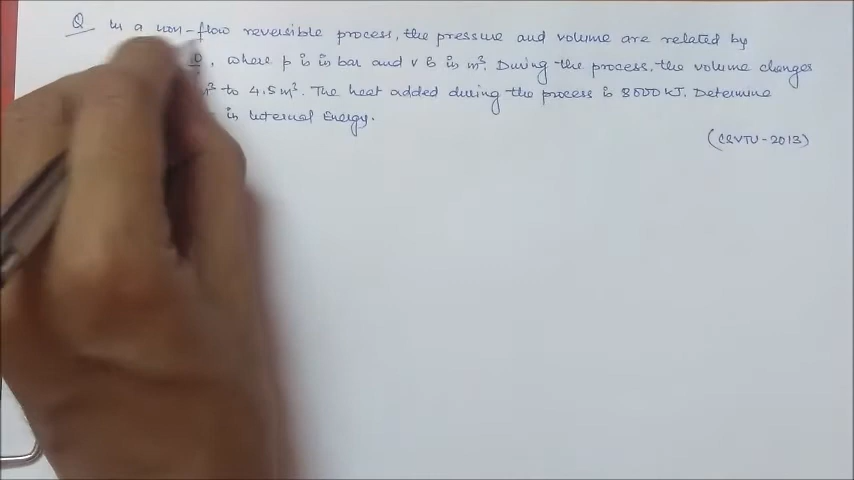 Q In a non-flow reversible process, the pressure and volume are related by
, where p is in bar and v is in m³. During the process, the volume changes
m³ to 4.5 m³. The heat added during the process is 8000 kJ. Determine
in Internal Energy.
(CSVTU-2013)